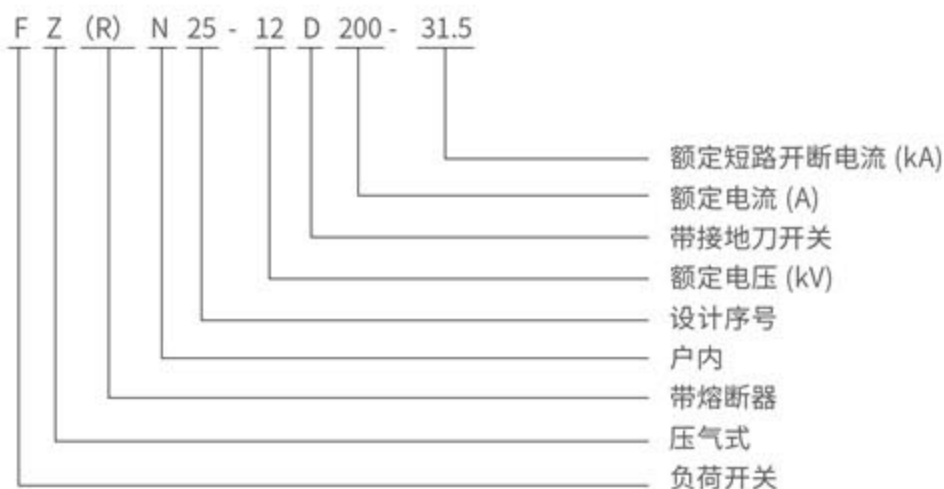 F Z （R） N 25 - 12 D 200 - 31.5
额定短路开断电流 (kA)
额定电流 (A)
带接地刀开关
额定电压 (kV)
设计序号
户内
带熔断器
压气式
负荷开关